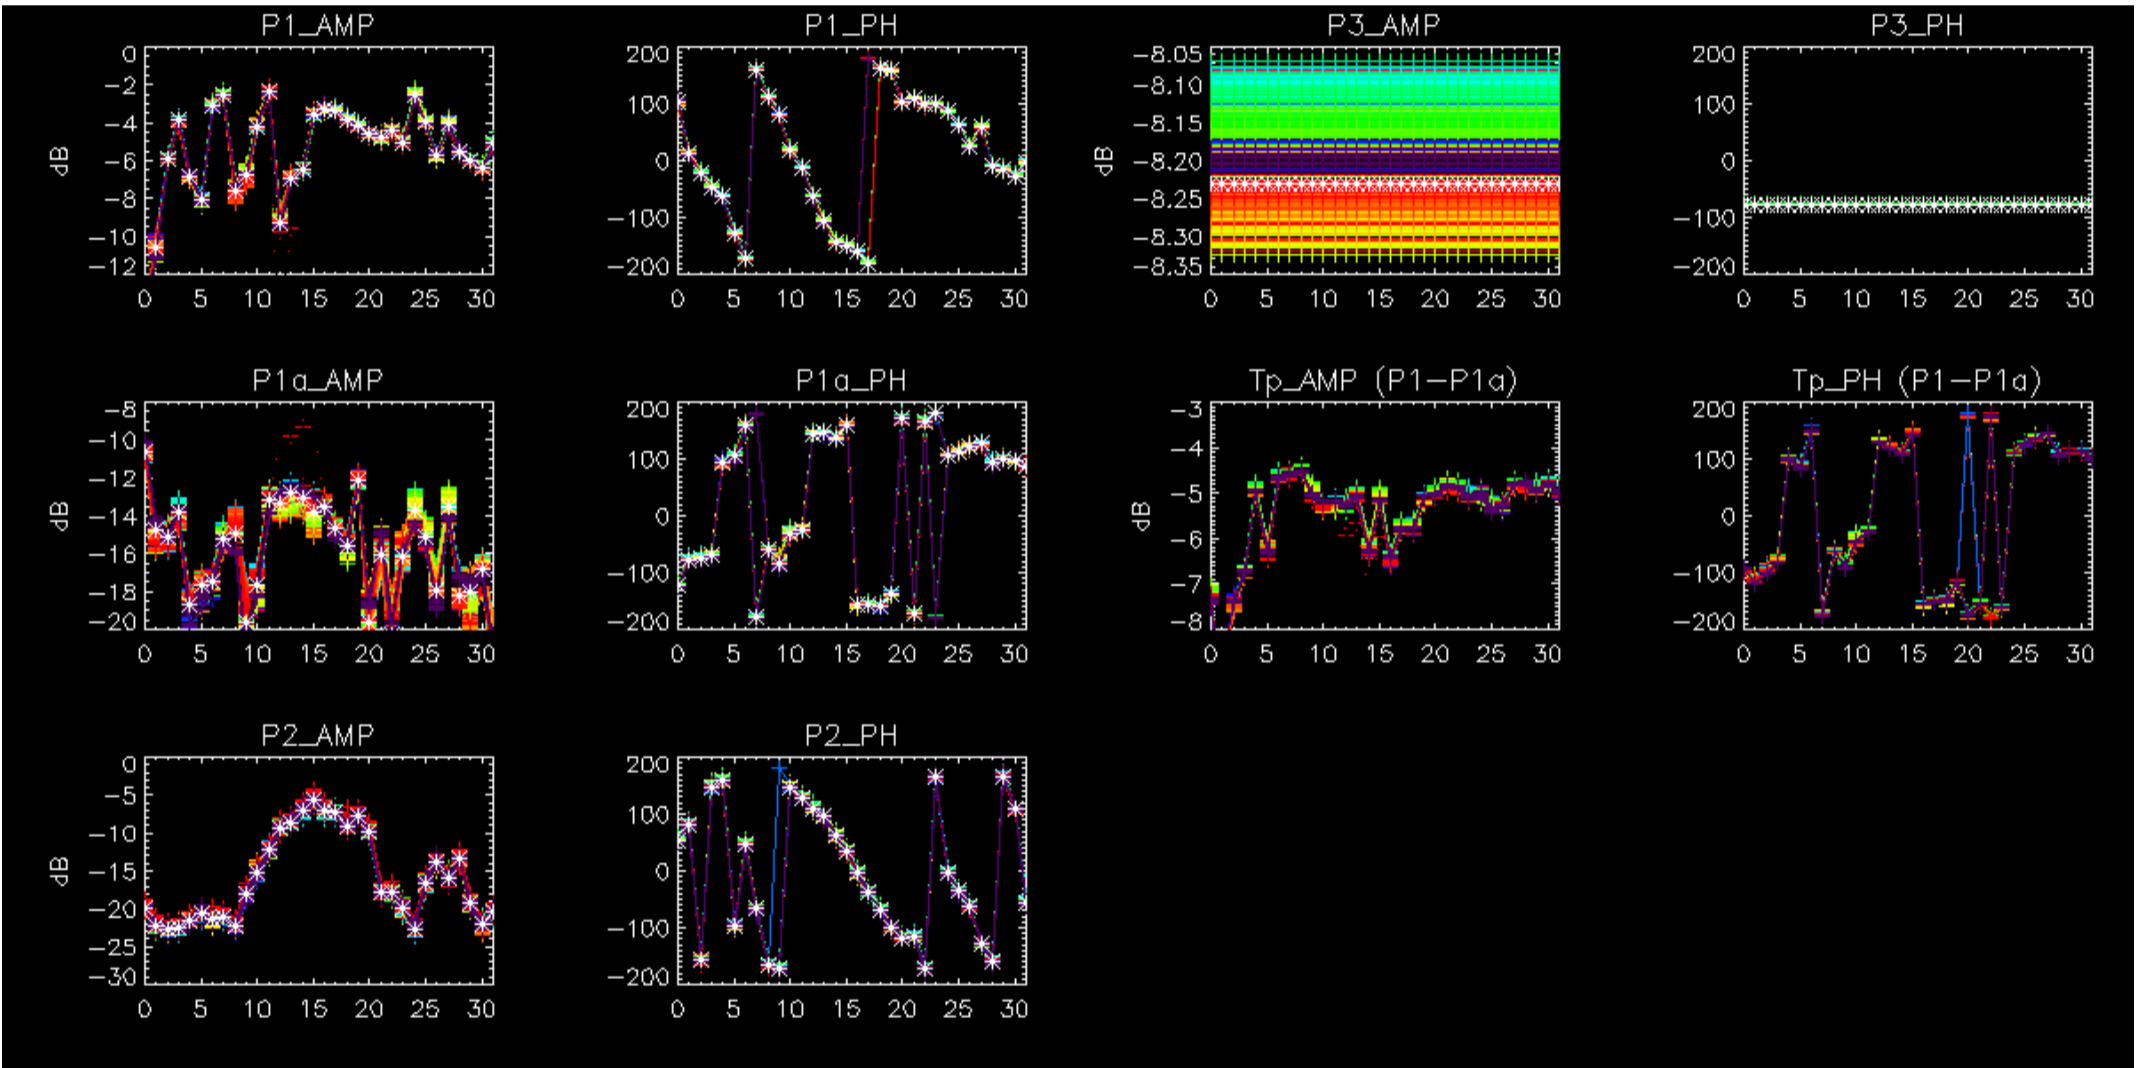 P1_AMP P1_PH P3_AMP P3_PH
0 200 -8.05 200
-2 -8.10
100 100
-4 -8.15
dB -6 0 dB -8.20 0
-8 -8.25
-100 -100
-10 -8.30
-12 -200 -8.35 -200
0 5 10 15 20 25 30 0 5 10 15 20 25 30 0 5 10 15 20 25 30 0 5 10 15 20 25 30
P1a_AMP P1a_PH Tp_AMP (P1-P1a) Tp_PH (P1-P1a)
-8 200 -3 200
-10 100 -4 100
-12
dB -14 0 dB -5 0
-16 -6
-100 -100
-18 -7
-20 -200 -8 -200
0 5 10 15 20 25 30 0 5 10 15 20 25 30 0 5 10 15 20 25 30 0 5 10 15 20 25 30
P2_AMP P2_PH
0 200
-5 100
-10
dB -15 0
-20 -100
-25
-30 -200
0 5 10 15 20 25 30 0 5 10 15 20 25 30